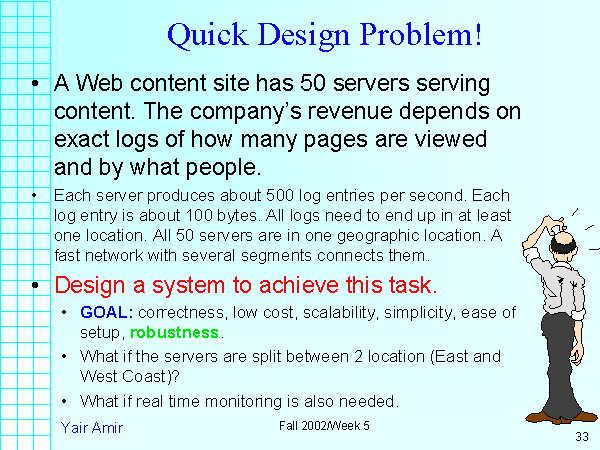 Quick Design Problem!
• A Web content site has 50 servers serving
content. The company's revenue depends on
exact logs of how many pages are viewed
and by what people.
• Each server produces about 500 log entries per second. Each
log entry is about 100 bytes. All logs need to end up in at least
one location. All 50 servers are in one geographic location. A
fast network with several segments connects them.
• Design a system to achieve this task.
• GOAL: correctness, low cost, scalability, simplicity, ease of
setup, robustness.
• What if the servers are split between 2 location (East and
West Coast)?
• What if real time monitoring is also needed.
Yair Amir
Fall 2002/Week 5
33